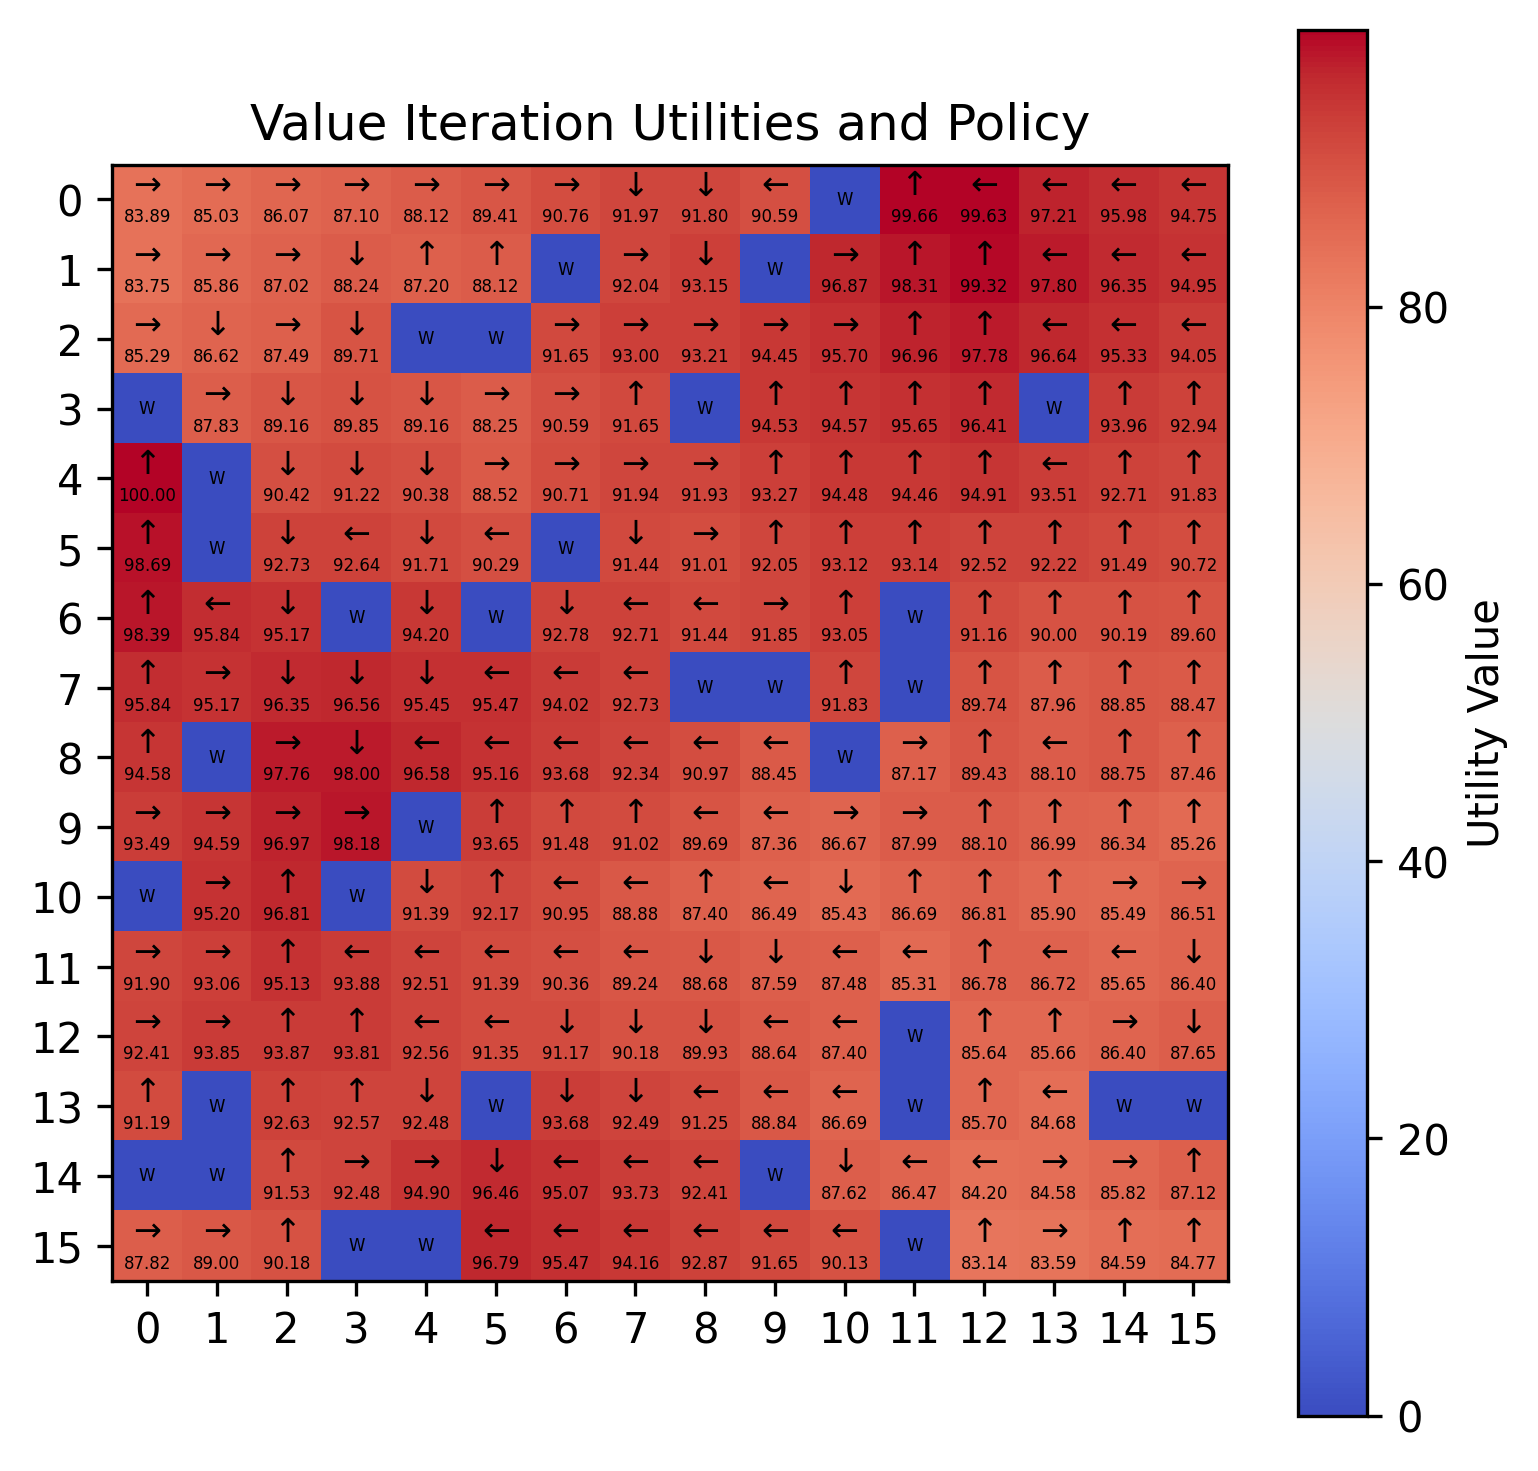 Value Iteration Utilities and Policy
0 → → → → → → → ↓ ↓ ← W ↑ ← ← ← ←
83.89 85.03 86.07 87.10 88.12 89.41 90.76 91.97 91.80 90.59 99.66 99.63 97.21 95.98 94.75
1 → → → ↓ ↑ ↑ W → ↓ W → ↑ ↑ ← ← ←
83.75 85.86 87.02 88.24 87.20 88.12 92.04 93.15 96.87 98.31 99.32 97.80 96.35 94.95
2 → ↓ → ↓ W W → → → → → ↑ ↑ ← ← ←
85.29 86.62 87.49 89.71 91.65 93.00 93.21 94.45 95.70 96.96 97.78 96.64 95.33 94.05
3 W → ↓ ↓ ↓ → → ↑ W ↑ ↑ ↑ ↑ W ↑ ↑
87.83 89.16 89.85 89.16 88.25 90.59 91.65 94.53 94.57 95.65 96.41 93.96 92.94
4 ↑ W ↓ ↓ ↓ → → → → ↑ ↑ ↑ ↑ ← ↑ ↑
100.00 90.42 91.22 90.38 88.52 90.71 91.94 91.93 93.27 94.48 94.46 94.91 93.51 92.71 91.83
5 ↑ W ↓ ← ↓ ← W ↓ → ↑ ↑ ↑ ↑ ↑ ↑ ↑
98.69 92.73 92.64 91.71 90.29 91.44 91.01 92.05 93.12 93.14 92.52 92.22 91.49 90.72
6 ↑ ← ↓ W ↓ W ↓ ← ← → ↑ W ↑ ↑ ↑ ↑
98.39 95.84 95.17 94.20 92.78 92.71 91.44 91.85 93.05 91.16 90.00 90.19 89.60
7 ↑ → ↓ ↓ ↓ ← ← ← W W ↑ W ↑ ↑ ↑ ↑
95.84 95.17 96.35 96.56 95.45 95.47 94.02 92.73 91.83 89.74 87.96 88.85 88.47
8 ↑ W → ↓ ← ← ← ← ← ← W → ↑ ← ↑ ↑
94.58 97.76 98.00 96.58 95.16 93.68 92.34 90.97 88.45 87.17 89.43 88.10 88.75 87.46
9 → → → → W ↑ ↑ ↑ ← ← → → ↑ ↑ ↑ ↑
93.49 94.59 96.97 98.18 93.65 91.48 91.02 89.69 87.36 86.67 87.99 88.10 86.99 86.34 85.26
10 W → ↑ W ↓ ↑ ← ← ↑ ← ↓ ↑ ↑ ↑ → →
95.20 96.81 91.39 92.17 90.95 88.88 87.40 86.49 85.43 86.69 86.81 85.90 85.49 86.51
11 → → ↑ ← ← ← ← ← ↓ ↓ ← ← ↑ ← ← ↓
91.90 93.06 95.13 93.88 92.51 91.39 90.36 89.24 88.68 87.59 87.48 85.31 86.78 86.72 85.65 86.40
12 → → ↑ ↑ ← ← ↓ ↓ ↓ ← ← W ↑ ↑ → ↓
92.41 93.85 93.87 93.81 92.56 91.35 91.17 90.18 89.93 88.64 87.40 85.64 85.66 86.40 87.65
13 ↑ W ↑ ↑ ↓ W ↓ ↓ ← ← ← W ↑ ← W W
91.19 92.63 92.57 92.48 93.68 92.49 91.25 88.84 86.69 85.70 84.68
14 W W ↑ → → ↓ ← ← ← W ↓ ← ← → → ↑
91.53 92.48 94.90 96.46 95.07 93.73 92.41 87.62 86.47 84.20 84.58 85.82 87.12
15 → → ↑ W W ← ← ← ← ← ← W ↑ → ↑ ↑
87.82 89.00 90.18 96.79 95.47 94.16 92.87 91.65 90.13 83.14 83.59 84.59 84.77
0 1 2 3 4 5 6 7 8 9 10 11 12 13 14 15
80
60
40
20
0
Utility Value